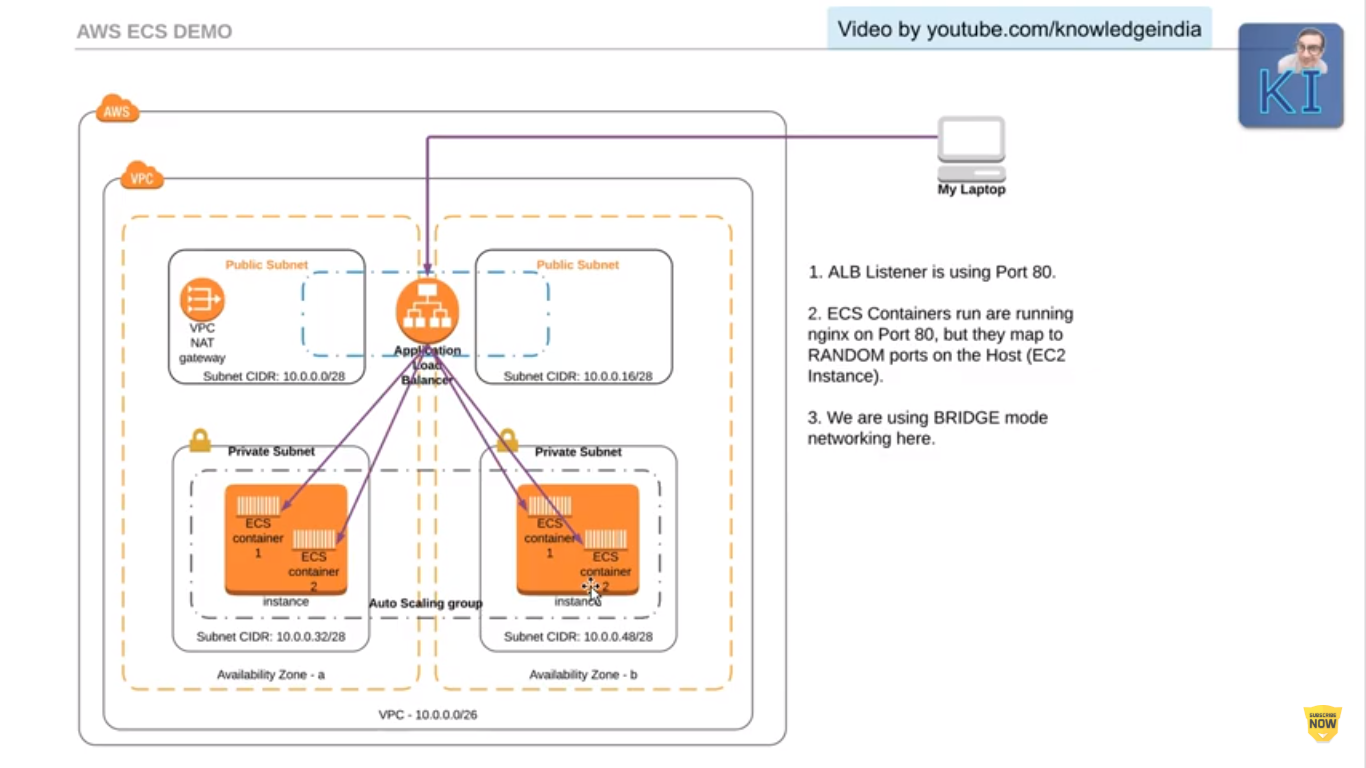 AWS ECS DEMO
Video by youtube.com/knowledgeindia
KI
AWS
My Laptop
VPC
Public Subnet
Public Subnet
VPC
NAT
gateway
Application
Load
Balancer
Subnet CIDR: 10.0.0.0/28
Subnet CIDR: 10.0.0.16/28
1. ALB Listener is using Port 80.
2. ECS Containers run are running
nginx on Port 80, but they map to
RANDOM ports on the Host (EC2
Instance).
3. We are using BRIDGE mode
networking here.
Private Subnet
Private Subnet
ECS
container
1
ECS
container
2
ECS
container
1
ECS
container
2
instance
Auto Scaling group
instance
Subnet CIDR: 10.0.0.32/28
Subnet CIDR: 10.0.0.48/28
Availability Zone - a
Availability Zone - b
VPC - 10.0.0.0/26
SUBSCRIBE
NOW